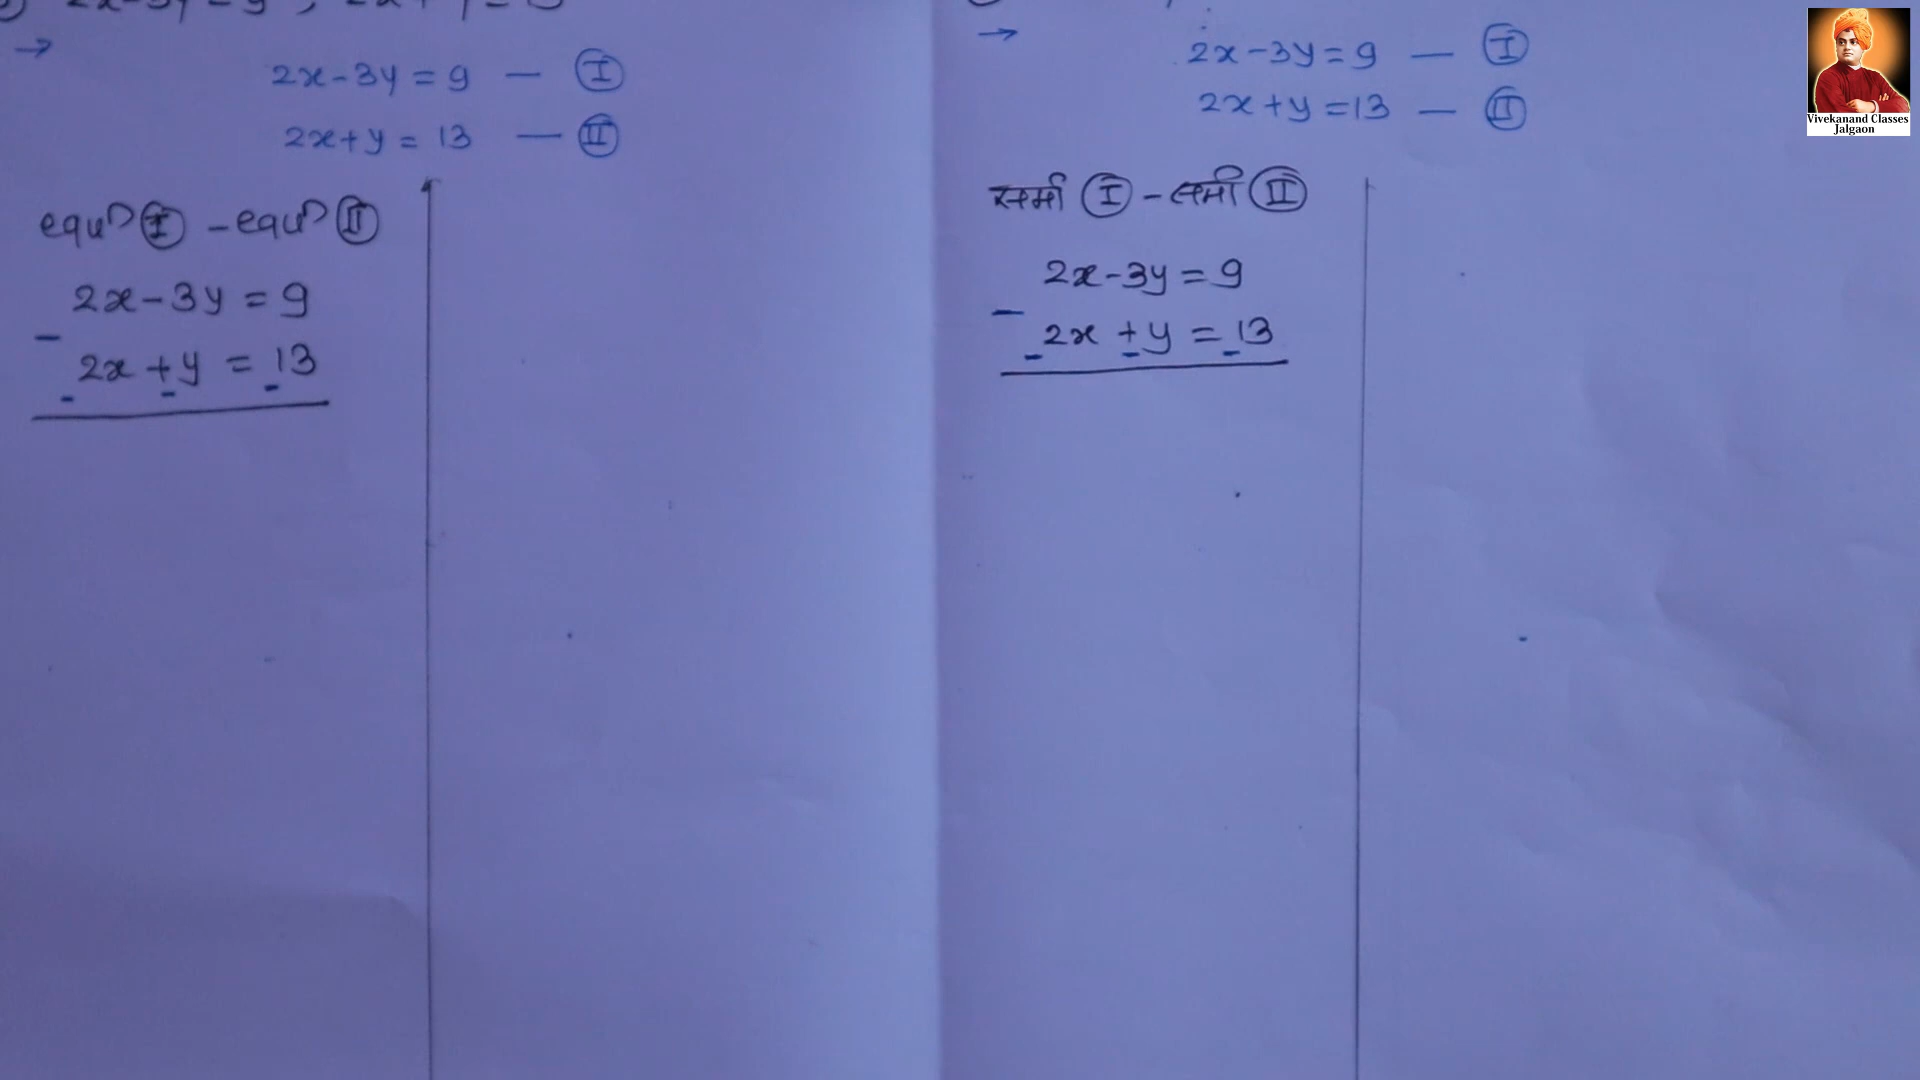 →
2x-3y = 9 — I
2x+y = 13 — II
equⁿ I - equⁿ II
2x-3y = 9
- 2x + y = 13
- - -
→
2x-3y = 9 — I
2x+y = 13 — II
समी I - समी II
2x-3y = 9
- 2x + y = 13
- - -
Vivekanand Classes
Jalgaon